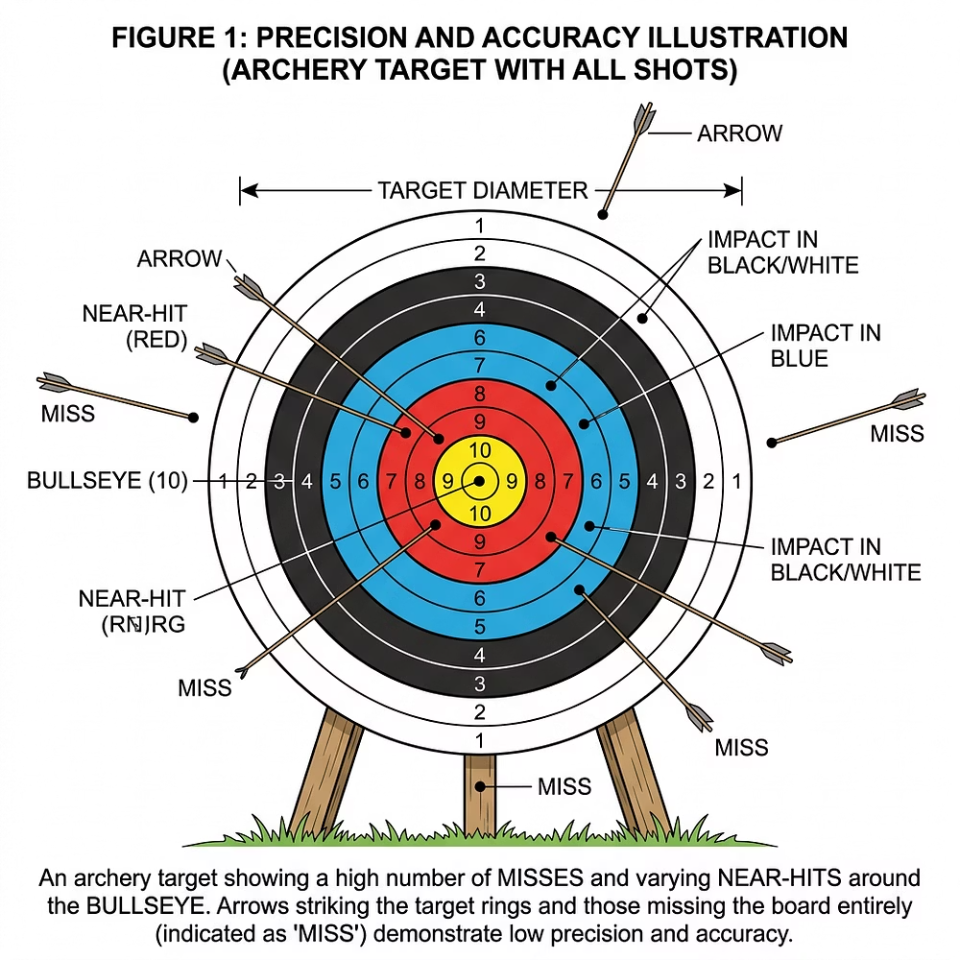 FIGURE 1: PRECISION AND ACCURACY ILLUSTRATION
(ARCHERY TARGET WITH ALL SHOTS)
ARROW
TARGET DIAMETER
IMPACT IN
BLACK/WHITE
ARROW
NEAR-HIT
(RED)
IMPACT IN
BLUE
MISS
MISS
1
2
3
4
6
7
8
9
10
BULLSEYE (10)
1 2 3 4 5 6 7 8 9 9 8 7 6 5 4 3 2 1
10
9
7
6
5
4
3
2
1
IMPACT IN
BLACK/WHITE
NEAR-HIT
MISS
MISS
MISS
An archery target showing a high number of MISSES and varying NEAR-HITS around
the BULLSEYE. Arrows striking the target rings and those missing the board entirely
(indicated as 'MISS') demonstrate low precision and accuracy.